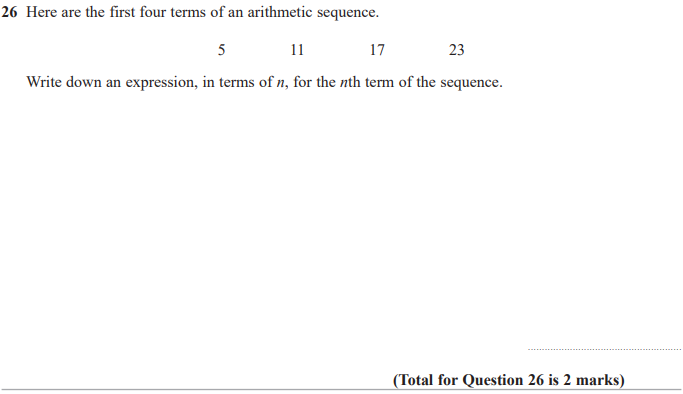 26 Here are the first four terms of an arithmetic sequence.
5 11 17 23
Write down an expression, in terms of n, for the nth term of the sequence.
(Total for Question 26 is 2 marks)